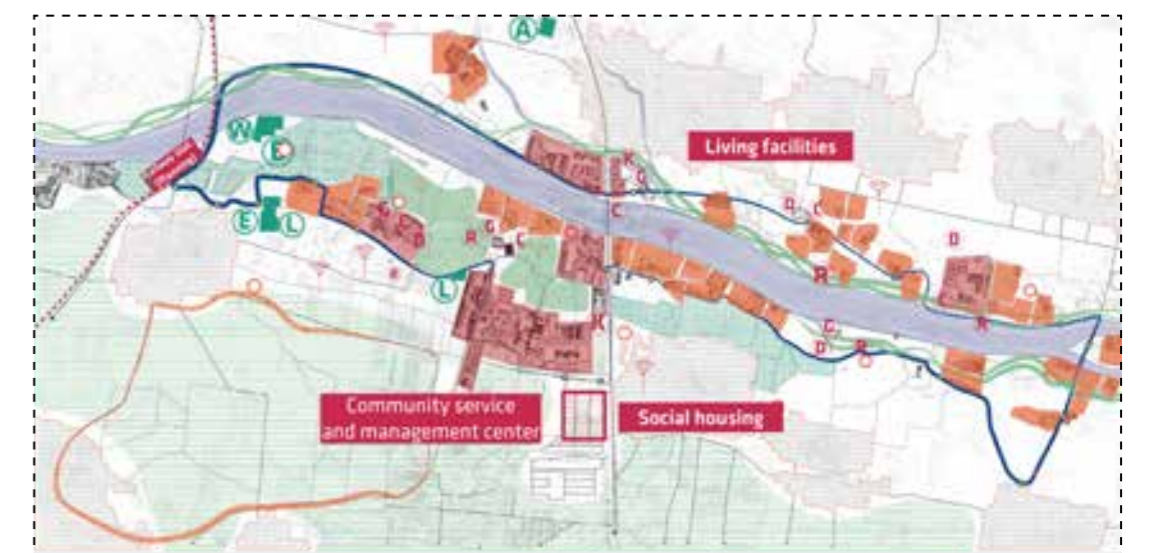 A
W
E
Living facilities
K
G
C
E
L
G
C
D
R
G
C
D
C
D
R
L
K
R
G
D
R
Community service
and management center
Social housing